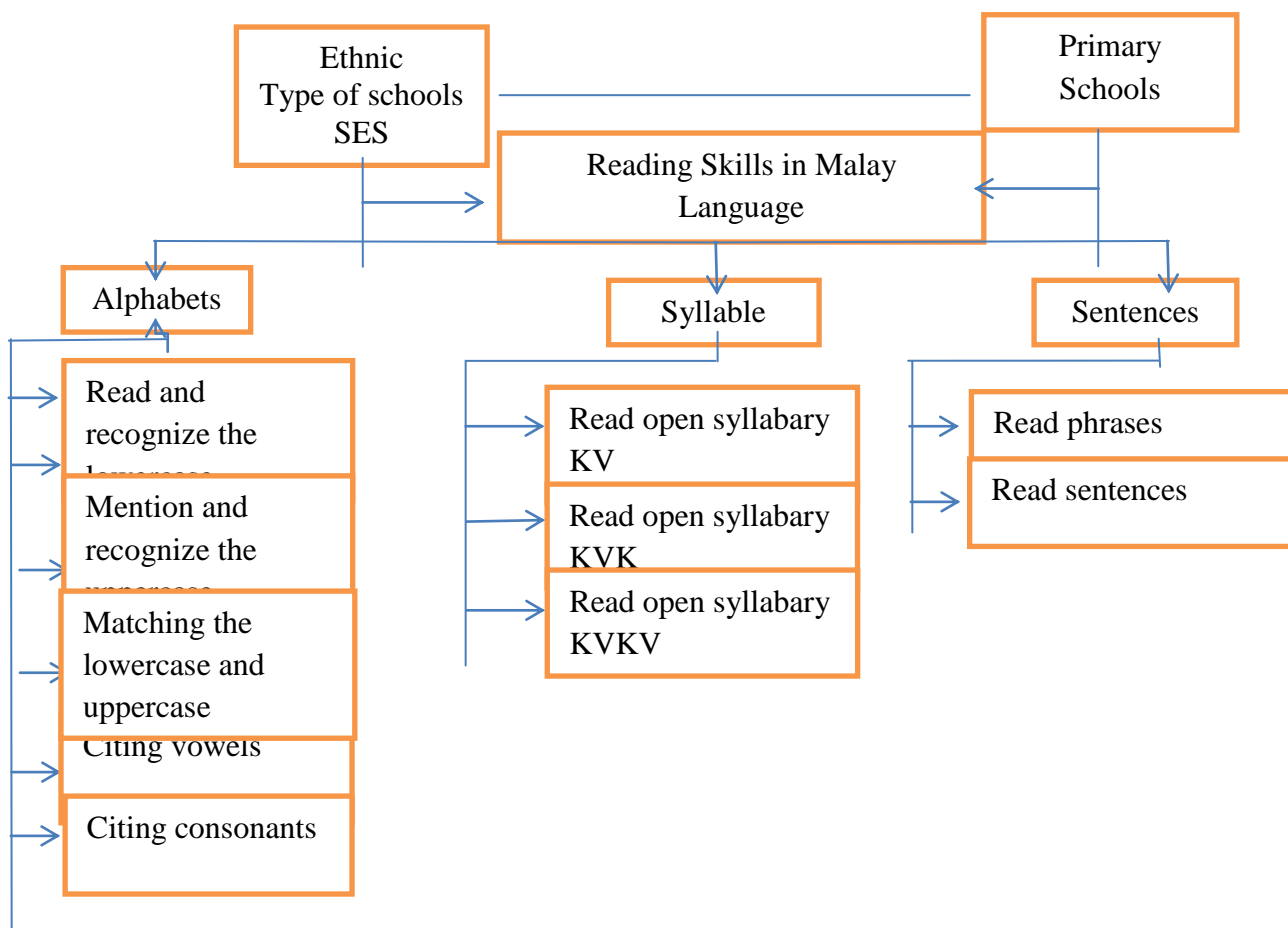 Ethnic
Type of schools
SES
Primary
Schools
Reading Skills in Malay
Language
Alphabets
Syllable
Sentences
Read and
recognize the
lowercase
Mention and
recognize the
uppercase
Matching the
lowercase and
uppercase
Citing vowels
Citing consonants
Read open syllabary
KV
Read open syllabary
KVK
Read open syllabary
KVKV
Read phrases
Read sentences